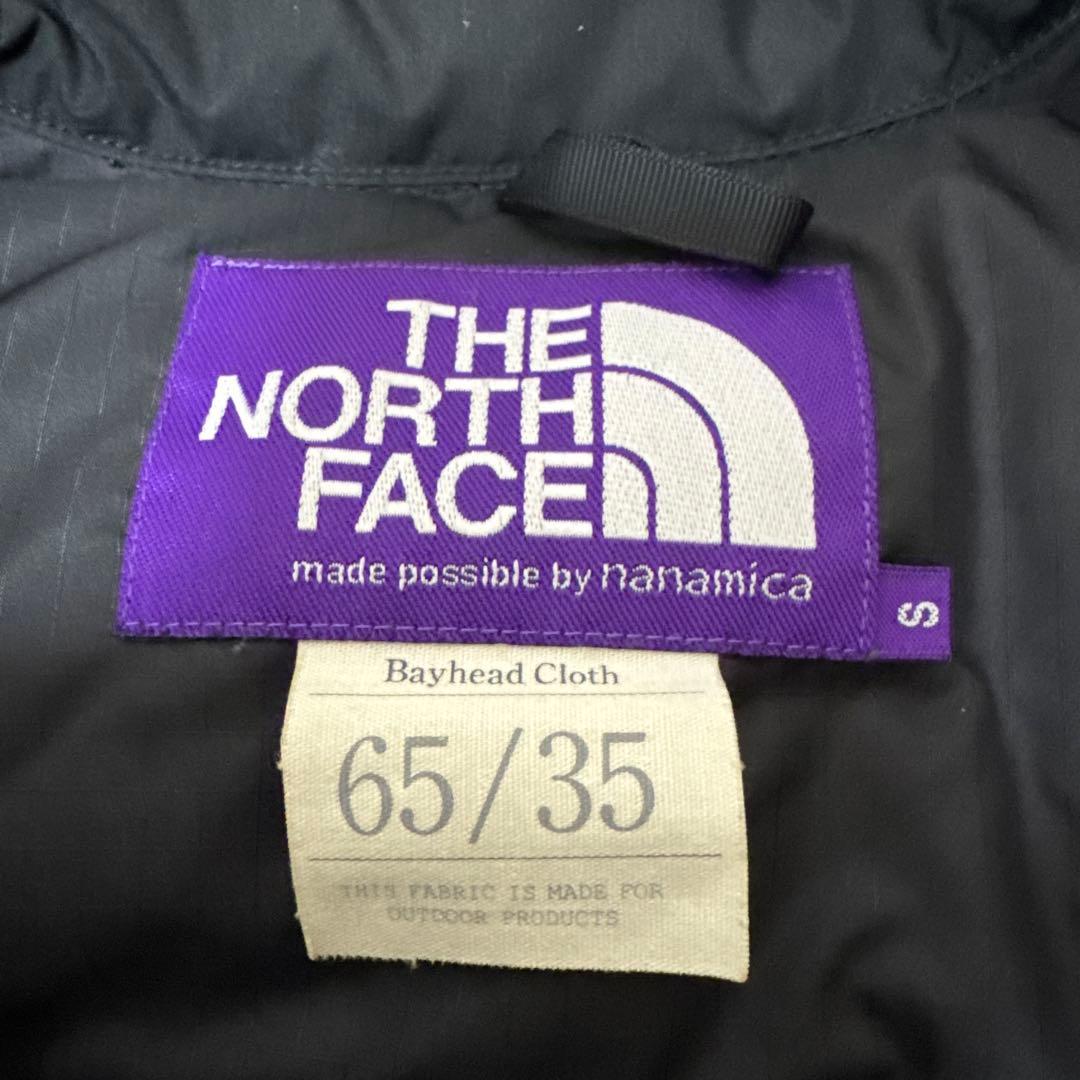 THE
NORTH
FACE
made possible by nanamica
S
Bayhead Cloth
65/35
THIS FABRIC IS MADE FOR
OUTDOOR PRODUCTS